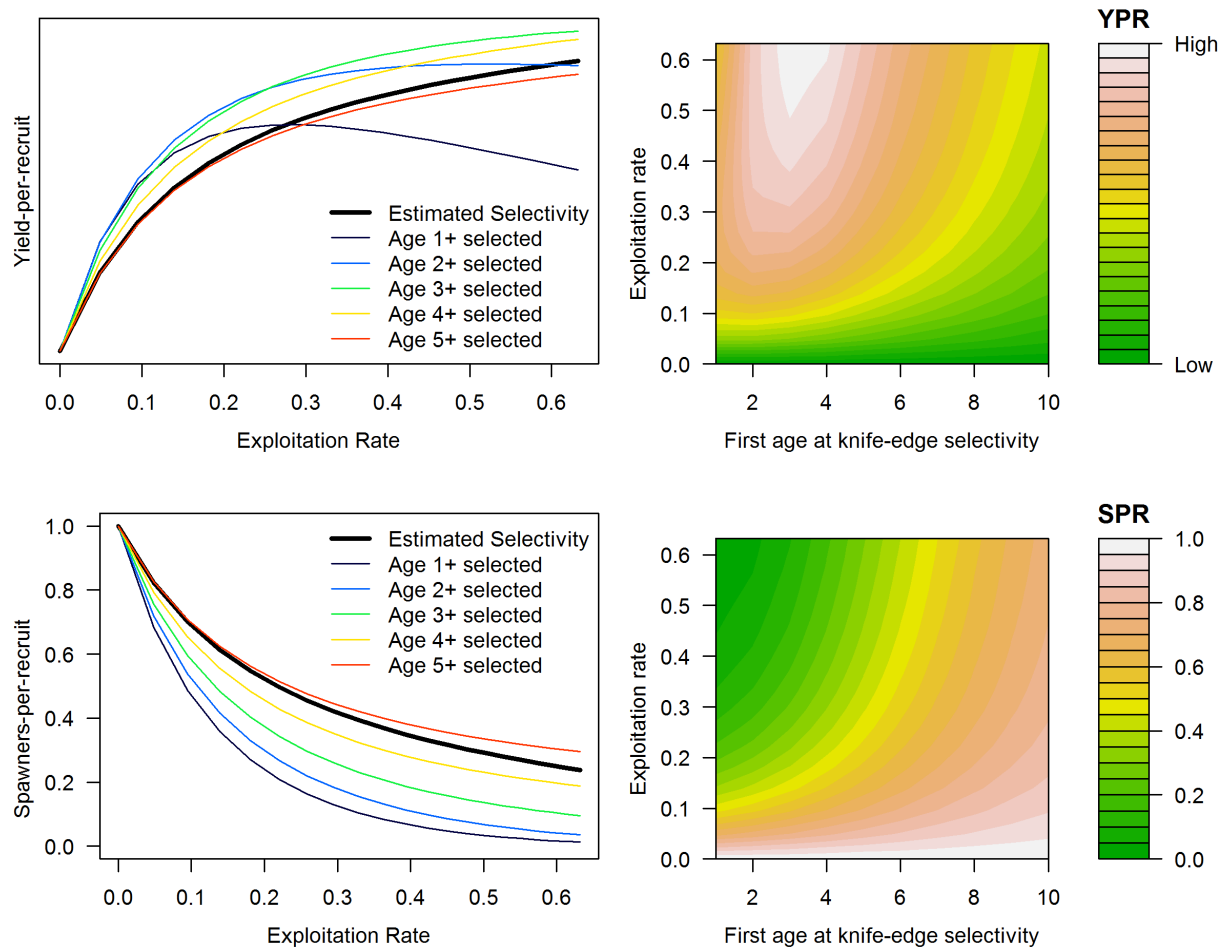 Yield-per-recruit
Estimated Selectivity
Age 1+ selected
Age 2+ selected
Age 3+ selected
Age 4+ selected
Age 5+ selected
0.0 0.1 0.2 0.3 0.4 0.5 0.6
Exploitation Rate
Exploitation rate
0.6
0.5
0.4
0.3
0.2
0.1
0.0
2 4 6 8 10
First age at knife-edge selectivity
YPR
High
Low
Spawners-per-recruit
1.0
0.8
0.6
0.4
0.2
0.0
Estimated Selectivity
Age 1+ selected
Age 2+ selected
Age 3+ selected
Age 4+ selected
Age 5+ selected
0.0 0.1 0.2 0.3 0.4 0.5 0.6
Exploitation Rate
Exploitation rate
0.6
0.5
0.4
0.3
0.2
0.1
0.0
2 4 6 8 10
First age at knife-edge selectivity
SPR
1.0
0.8
0.6
0.4
0.2
0.0